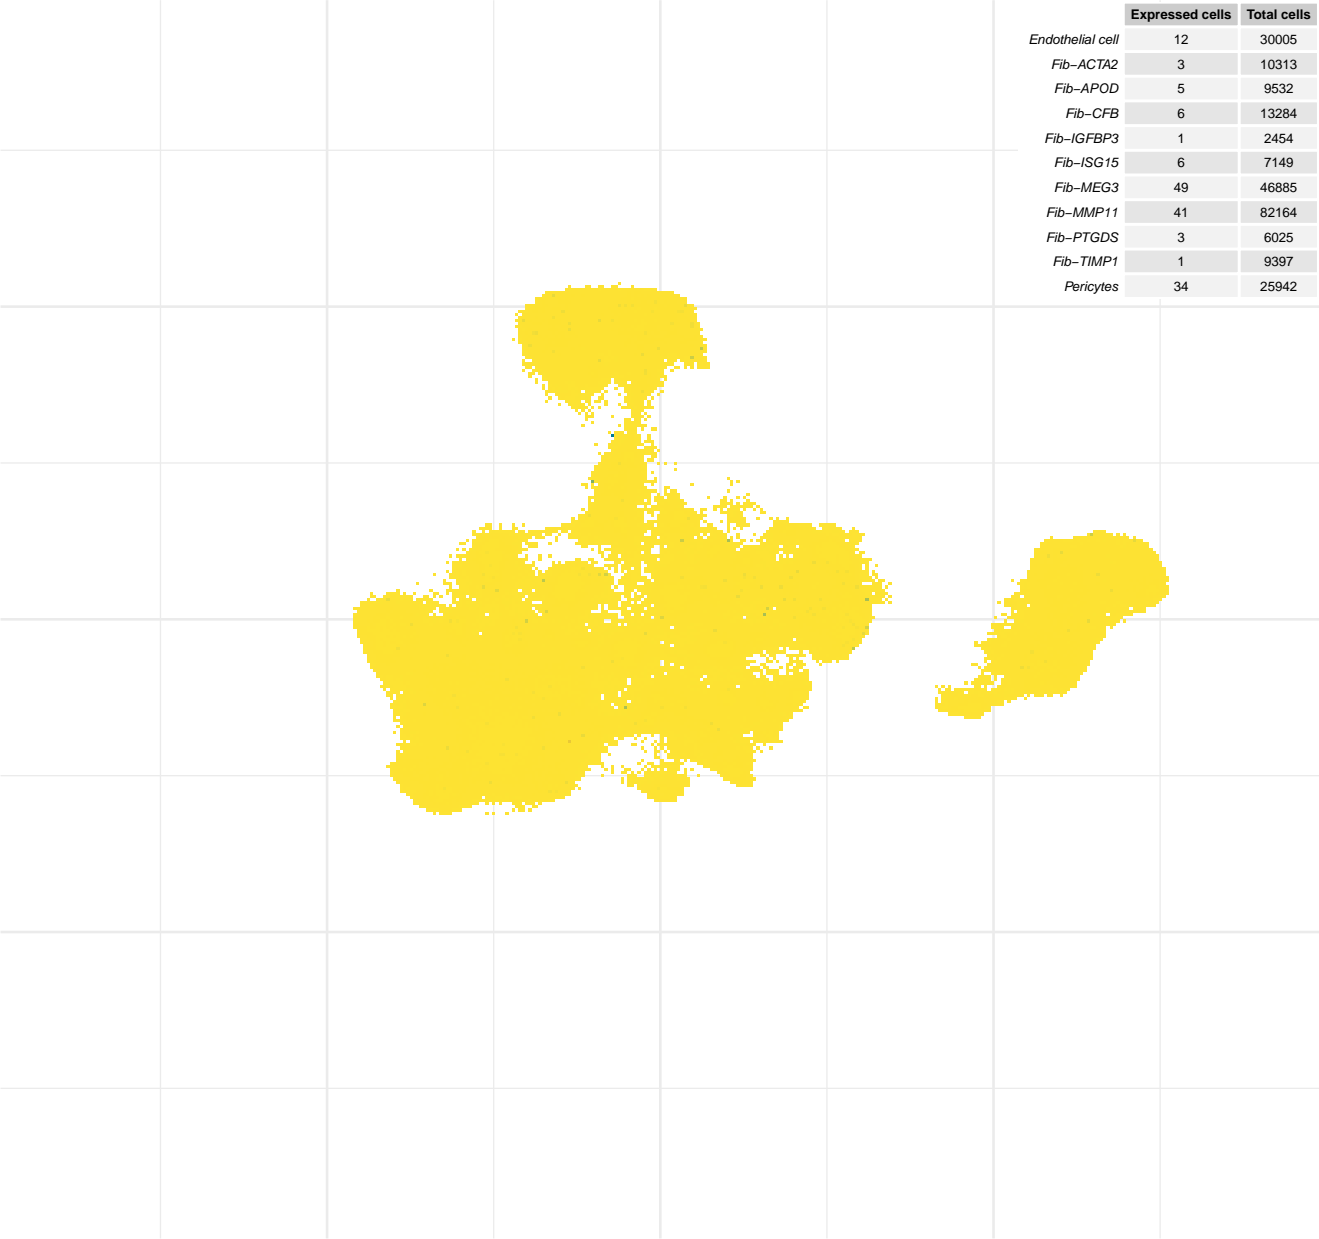 Expressed cells Total cells
Endothelial cell 12 30005
Fib−ACTA2 3 10313
Fib−APOD 5 9532
Fib−CFB 6 13284
Fib−IGFBP3 1 2454
Fib−ISG15 6 7149
Fib−MEG3 49 46885
Fib−MMP11 41 82164
Fib−PTGDS 3 6025
Fib−TIMP1 1 9397
Pericytes 34 25942